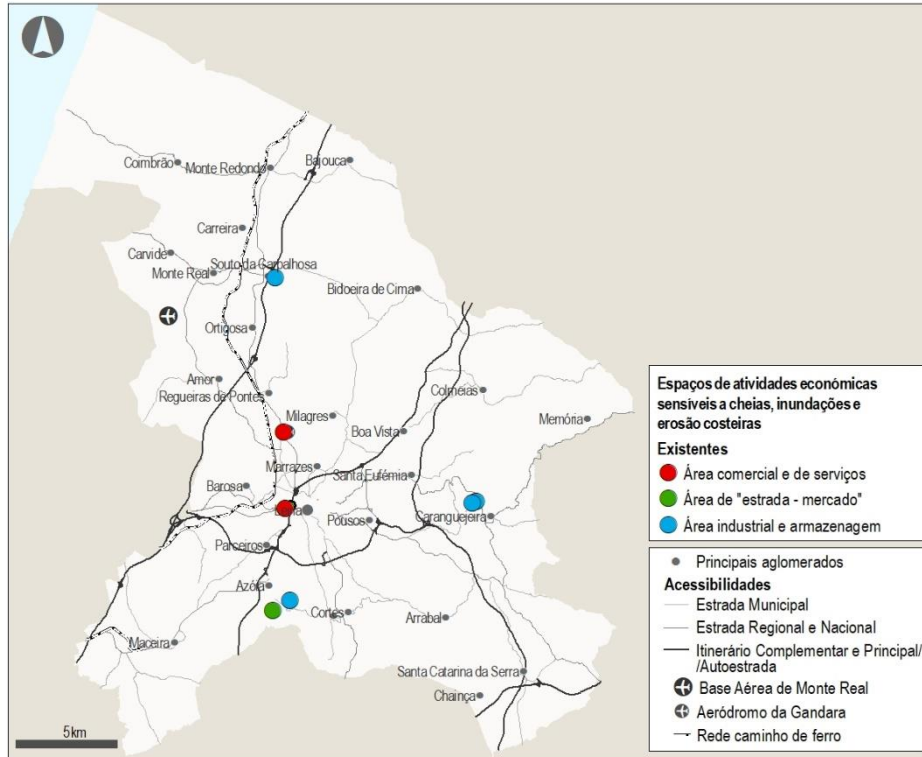 Coimbrão
Monte Redondo
Bajouca
Carreira
Carvide
Souto da Carpalhosa
Monte Real
Bidoeira de Cima
Ortigosa
Amor
Regueiras de Pontes
Colmeias
Milagres
Memória
Boa Vista
Marrazes
Santa Eufémia
Barosa
Pousos
Caranguejeira
Parceiros
Azóia
Cortes
Arrabal
Maceira
Santa Catarina da Serra
Chainça
5km
Espaços de atividades económicas
sensíveis a cheias, inundações e
erosão costeiras
Existentes
Área comercial e de serviços
Área de "estrada - mercado"
Área industrial e armazenagem
Principais aglomerados
Acessibilidades
Estrada Municipal
Estrada Regional e Nacional
Itinerário Complementar e Principal/
/Autoestrada
Base Aérea de Monte Real
Aeródromo da Gandara
Rede caminho de ferro